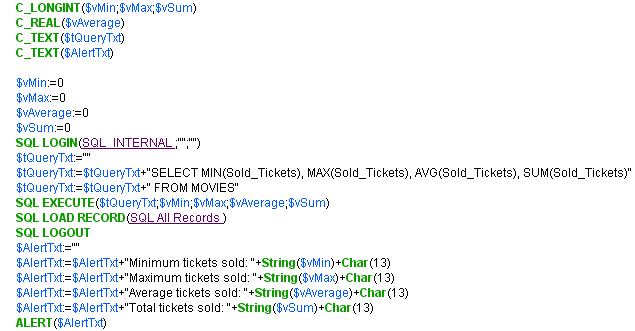 C_LONGINT($vMin;$vMax;$vSum)
C_REAL($vAverage)
C_TEXT($tQueryTxt)
C_TEXT($AlertTxt)
$vMin:=0
$vMax:=0
$vAverage:=0
$vSum:=0
SQL LOGIN(SQL_INTERNAL ;"";"")
$tQueryTxt:=""
$tQueryTxt:=$tQueryTxt+"SELECT MIN(Sold_Tickets), MAX(Sold_Tickets), AVG(Sold_Tickets), SUM(Sold_Tickets)"
$tQueryTxt:=$tQueryTxt+" FROM MOVIES"
SQL EXECUTE($tQueryTxt;$vMin;$vMax;$vAverage;$vSum)
SQL LOAD RECORD(SQL All Records )
SQL LOGOUT
$AlertTxt:=""
$AlertTxt:=$AlertTxt+"Minimum tickets sold: "+String($vMin)+Char(13)
$AlertTxt:=$AlertTxt+"Maximum tickets sold: "+String($vMax)+Char(13)
$AlertTxt:=$AlertTxt+"Average tickets sold: "+String($vAverage)+Char(13)
$AlertTxt:=$AlertTxt+"Total tickets sold: "+String($vSum)+Char(13)
ALERT($AlertTxt)